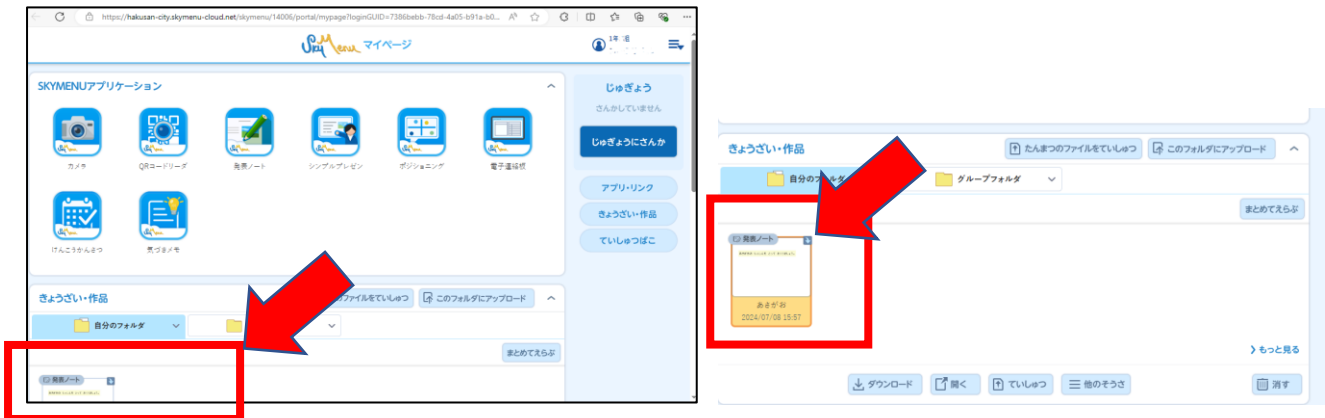 https://hakusan-city.skymenu-cloud.net/skymenu/14006/portal/mypage?loginGUID=7386bebb-78cd-4a05-b91a-b0...
SkyMenu マイページ
1年
SKYMENUアプリケーション
カメラ
QRコードリーダ
発表ノート
シンプルプレゼン
ポジショニング
電子連絡板
けんこうかんさつ
気づきメモ
じゅぎょう
さんかしていません
じゅぎょうにさんか
アプリ・リンク
きょうざい・作品
ていしゅつばこ
きょうざい・作品
ファイルをていしゅつ
このフォルダにアップロード
自分のフォルダ
まとめてえらぶ
発表ノート
きょうざい・作品
たんまつのファイルをていしゅつ
このフォルダにアップロード
自分のフォルダ
グループフォルダ
まとめてえらぶ
発表ノート
あさがお
2024/07/08 15:57
もっと見る
ダウンロード
開く
ていしゅつ
他のそうさ
消す